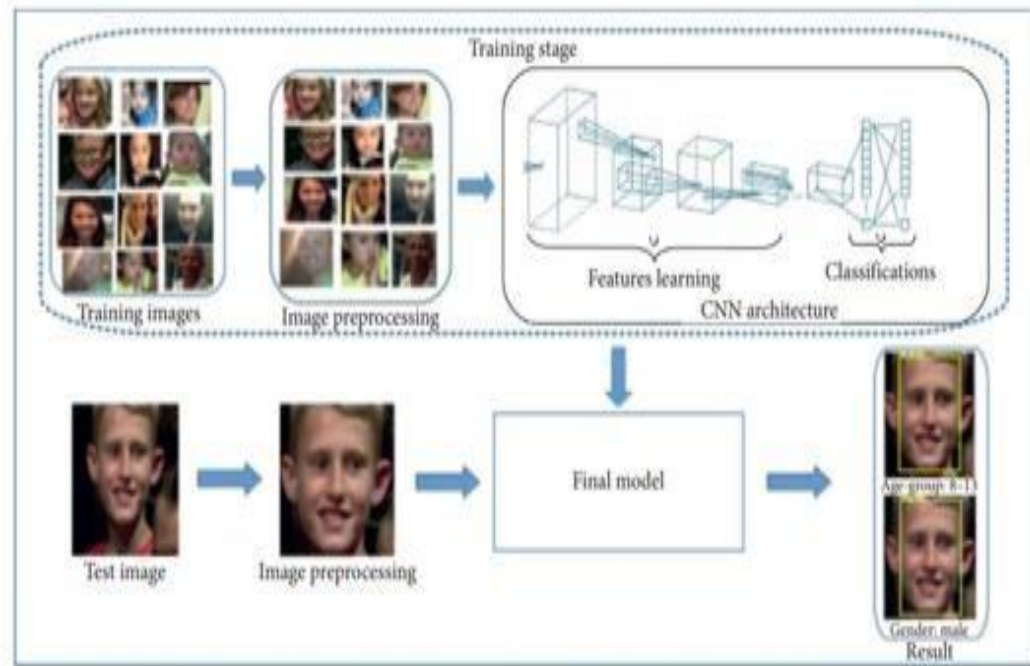 Training stage
Training images
Image preprocessing
Features learning
Classifications
CNN architecture
Test image
Image preprocessing
Final model
Age group: 8–13
Gender: male
Result